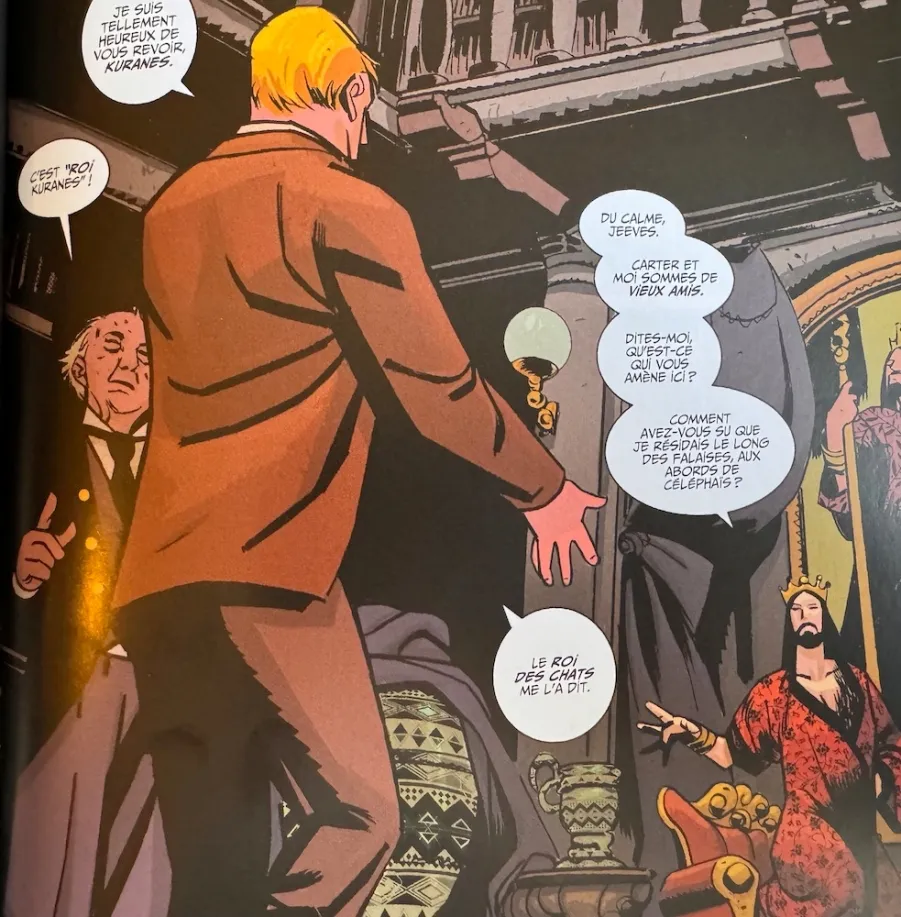 JE SUIS
TELLEMENT
HEUREUX DE
VOUS REVOIR,
KURANES.
C'EST "ROI
KURANES" !
DU CALME,
JEEVES.
CARTER ET
MOI SOMMES DE
VIEUX AMIS.
DITES-MOI,
QU'EST-CE
QUI VOUS
AMÈNE ICI ?
COMMENT
AVEZ-VOUS SU QUE
JE RÉSIDAIS LE LONG
DES FALAISES, AUX
ABORDS DE
CÉLÉPHAÏS ?
LE ROI
DES CHATS
ME L'A DIT.